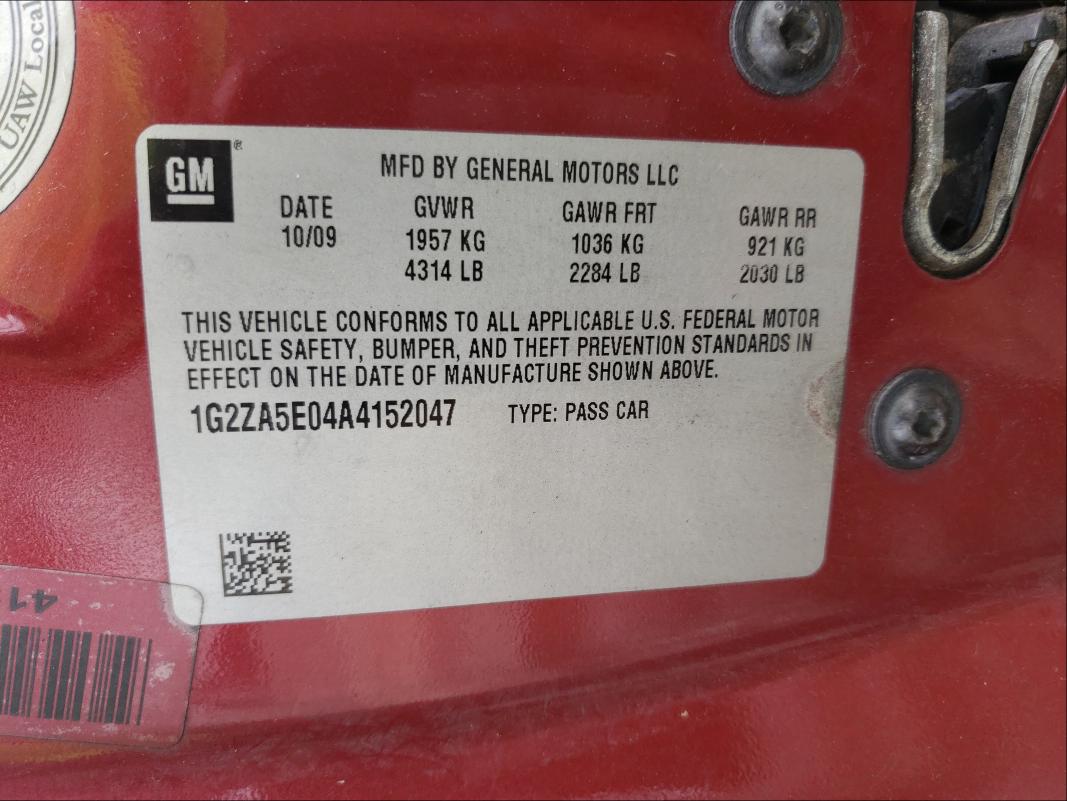 UAW Local
GM®
MFD BY GENERAL MOTORS LLC
DATE GVWR GAWR FRT GAWR RR
10/09 1957 KG 1036 KG 921 KG
4314 LB 2284 LB 2030 LB
THIS VEHICLE CONFORMS TO ALL APPLICABLE U.S. FEDERAL MOTOR
VEHICLE SAFETY, BUMPER, AND THEFT PREVENTION STANDARDS IN
EFFECT ON THE DATE OF MANUFACTURE SHOWN ABOVE.
1G2ZA5E04A4152047 TYPE: PASS CAR